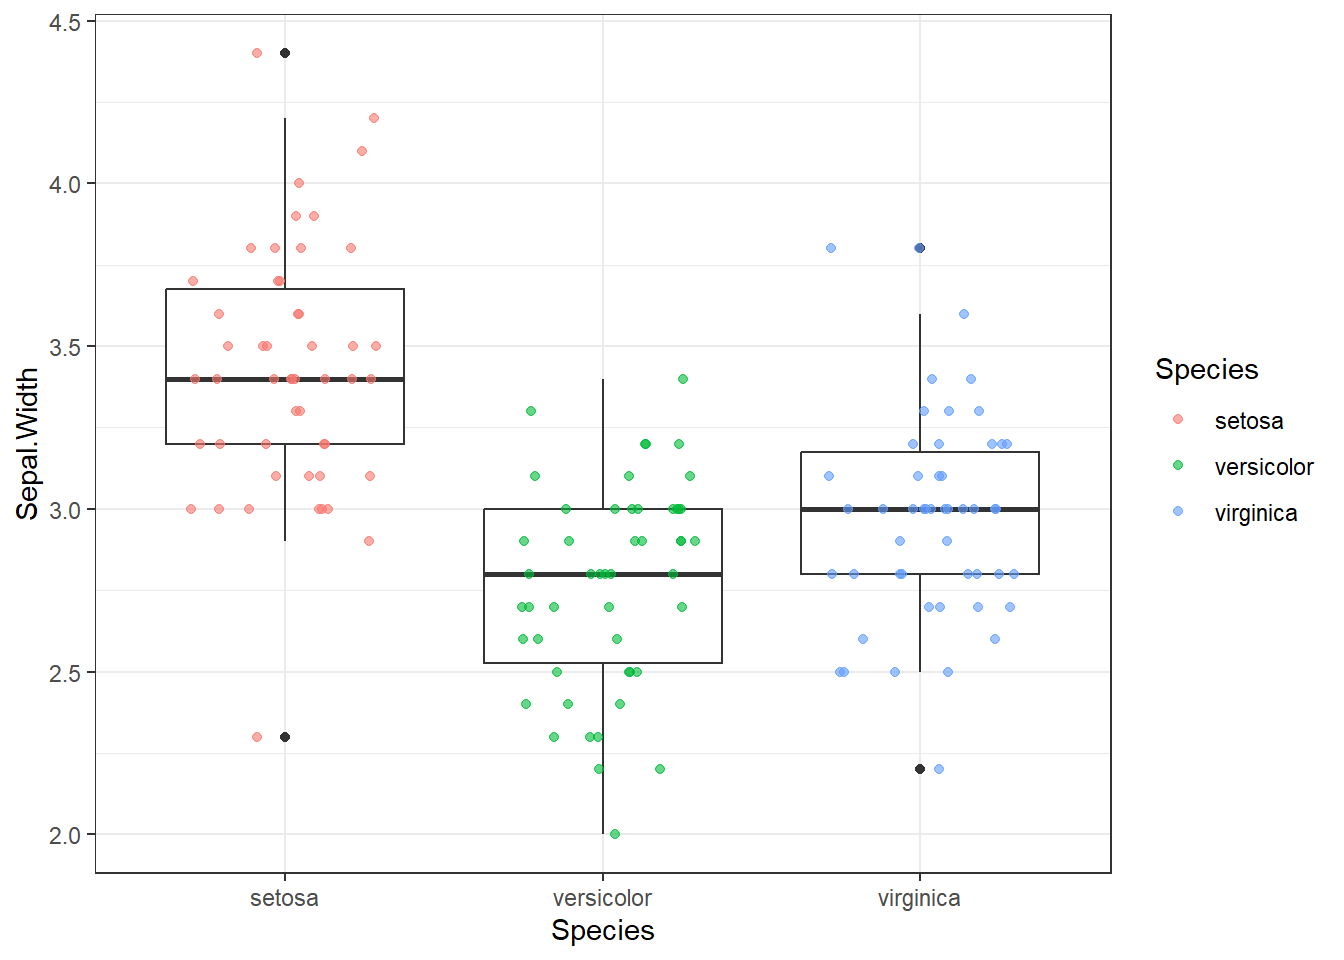 4.5
4.0
3.5
3.0
2.5
2.0
Sepal.Width
setosa
versicolor
virginica
Species
Species
setosa
versicolor
virginica